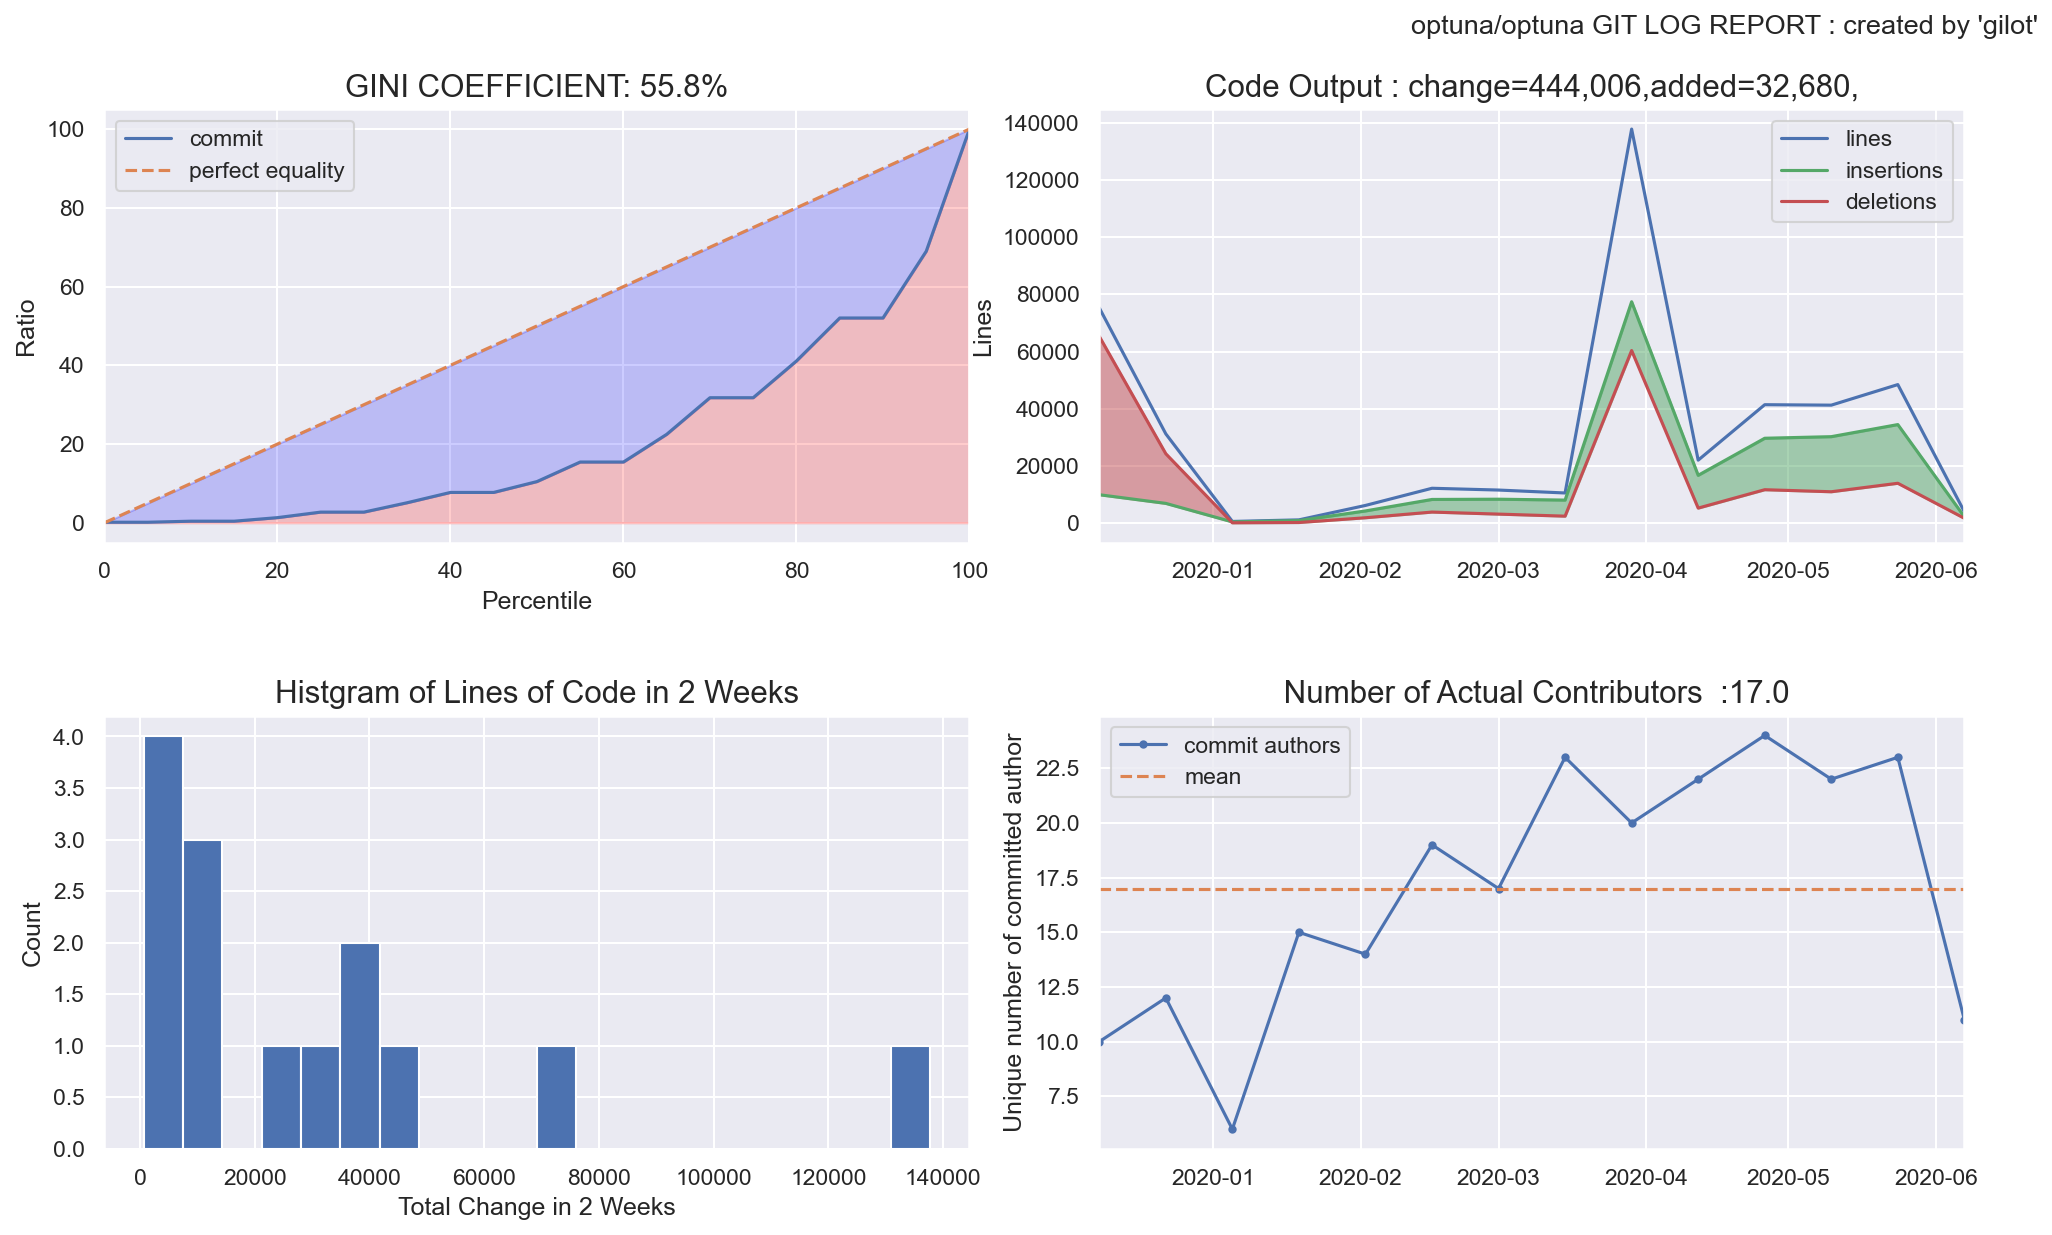 optuna/optuna GIT LOG REPORT : created by 'gilot'
GINI COEFFICIENT: 55.8%
100
80
60
40
20
0
Ratio
commit
perfect equality
0 20 40 60 80 100
Percentile
Code Output : change=444,006,added=32,680,
140000
120000
100000
80000
60000
40000
20000
0
Lines
lines
insertions
deletions
2020-01 2020-02 2020-03 2020-04 2020-05 2020-06
Histgram of Lines of Code in 2 Weeks
4.0
3.5
3.0
2.5
2.0
1.5
1.0
0.5
0.0
Count
0 20000 40000 60000 80000 100000 120000 140000
Total Change in 2 Weeks
Number of Actual Contributors :17.0
22.5
20.0
17.5
15.0
12.5
10.0
7.5
Unique number of committed author
commit authors
mean
2020-01 2020-02 2020-03 2020-04 2020-05 2020-06